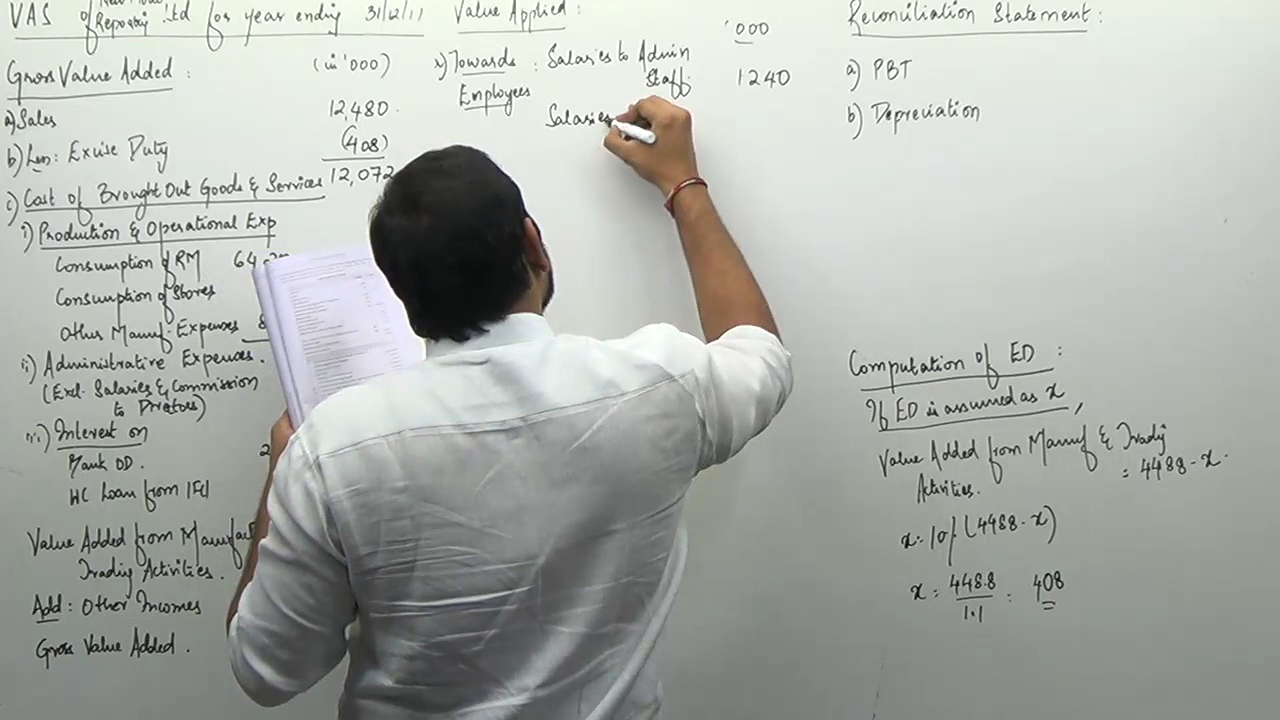 VAS of Reporting Ltd for year ending 31/12/11
Gross Value Added :
(in '000)
a) Sales 12,480
b) Less: Excise Duty (408)
12,072
c) Cost of Brought Out Goods & Services
i) Production & Operational Exp
Consumption of RM
Consumption of Stores
Other Manuf. Expenses
ii) Administrative Expenses.
(Excl. Salaries & Commission
to Directors)
iii) Interest on
Bank OD.
WC Loan from IFCI
Value Added from
Trading Activities.
Add : Other Incomes
Gross Value Added .
Value Applied :
'000
Towards : Salaries to Admin
Employees Staff 1240
Salaries
Reconciliation Statement :
a) PBT
b) Depreciation
Computation of ED :
If ED is assumed as x ,
Value Added from Manuf & Trading
Activities. = 4488 - x .
x = 10% (4488 - x)
x = 448.8 / 1.1 = 408